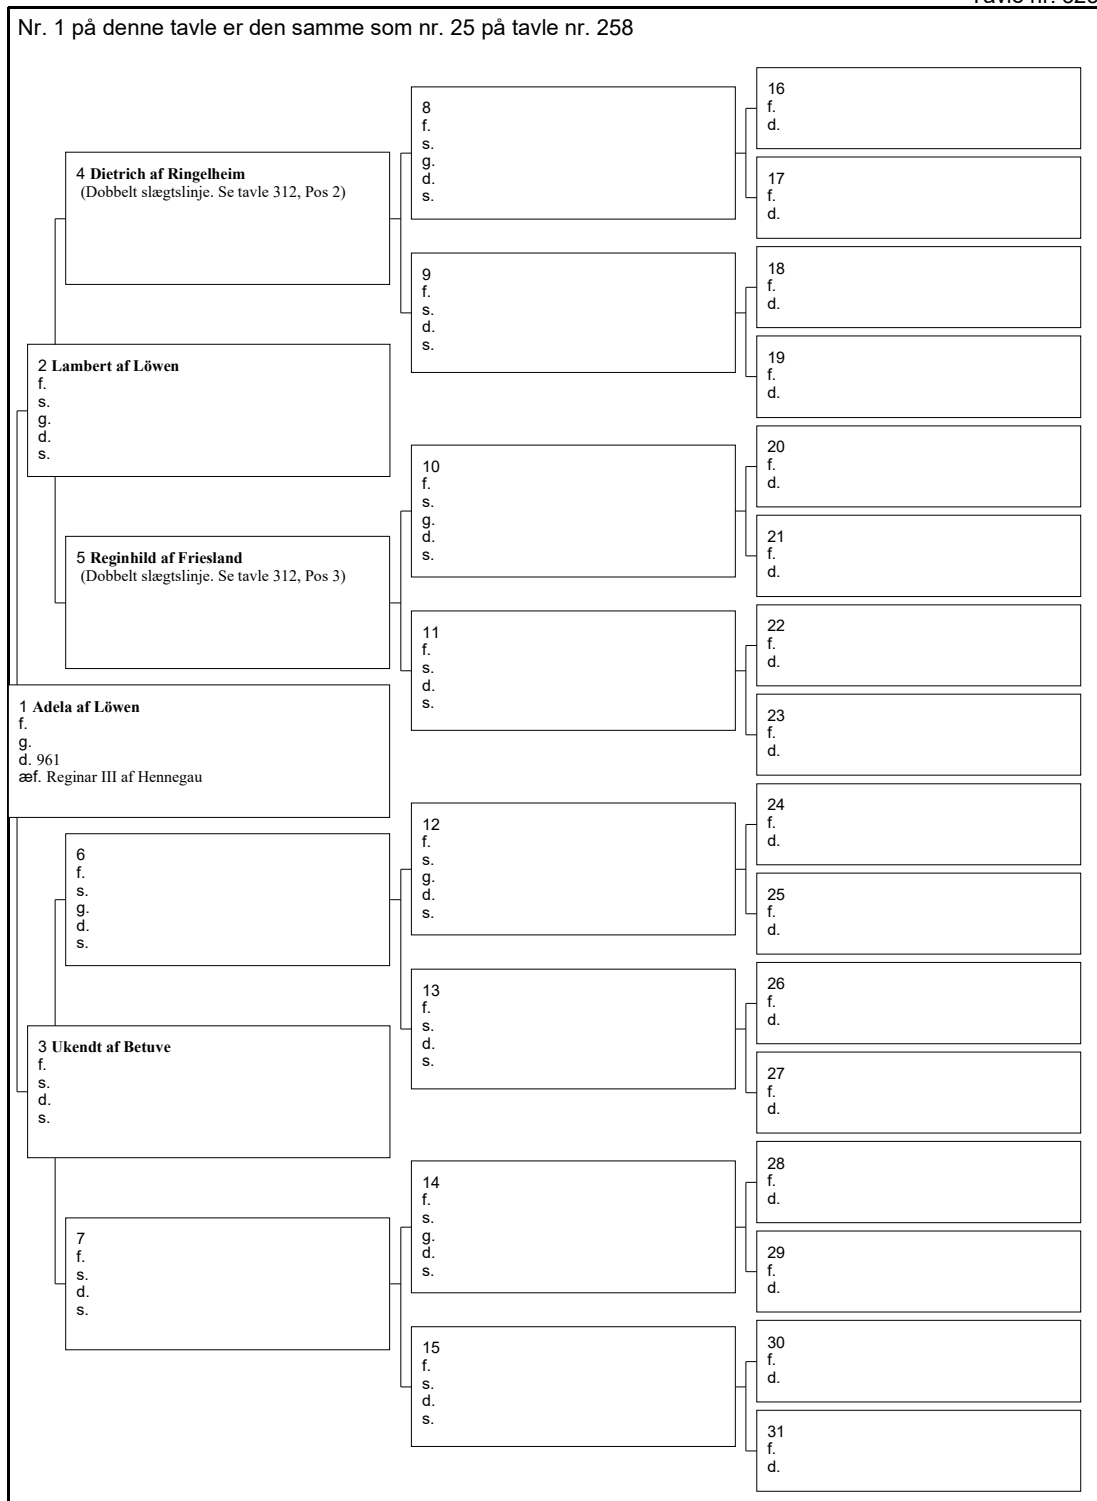 Nr. 1 på denne tavle er den samme som nr. 25 på tavle nr. 258
16
f.
d.
8
f.
s.
g.
d.
s.
17
f.
d.
4 Dietrich af Ringelheim
(Dobbelt slægtslinje. Se tavle 312, Pos 2)
18
f.
d.
9
f.
s.
d.
s.
19
f.
d.
2 Lambert af Löwen
f.
s.
g.
d.
s.
20
f.
d.
10
f.
s.
g.
d.
s.
21
f.
d.
5 Reginhild af Friesland
(Dobbelt slægtslinje. Se tavle 312, Pos 3)
22
f.
d.
11
f.
s.
d.
s.
23
f.
d.
1 Adela af Löwen
f.
g.
d. 961
æf. Reginar III af Hennegau
24
f.
d.
12
f.
s.
g.
d.
s.
25
f.
d.
6
f.
s.
g.
d.
s.
26
f.
d.
13
f.
s.
d.
s.
27
f.
d.
3 Ukendt af Betuve
f.
s.
d.
s.
28
f.
d.
14
f.
s.
g.
d.
s.
29
f.
d.
7
f.
s.
d.
s.
30
f.
d.
15
f.
s.
d.
s.
31
f.
d.